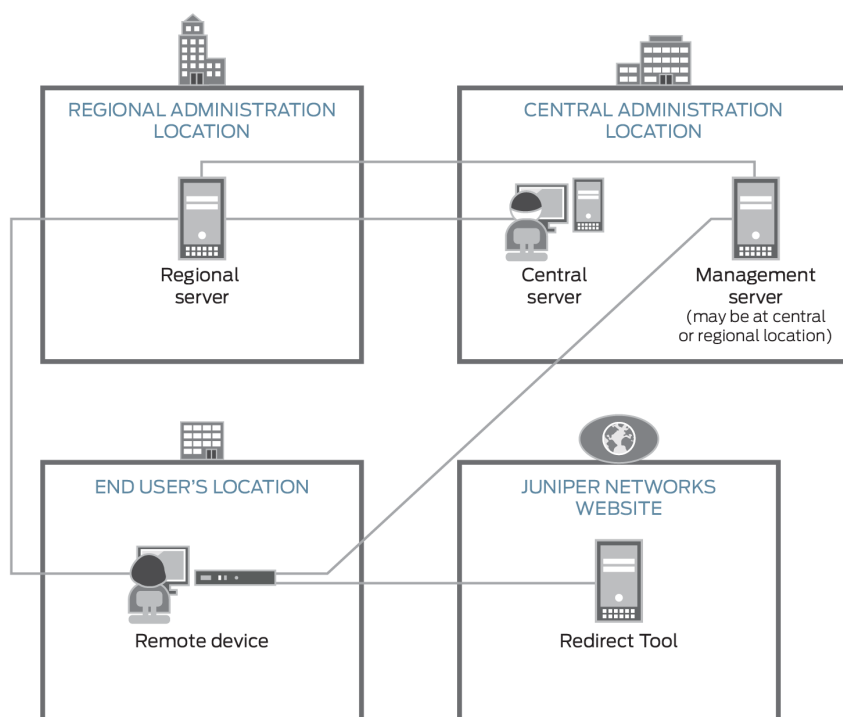 REGIONAL ADMINISTRATION
LOCATION
Regional
server
CENTRAL ADMINISTRATION
LOCATION
Central
server
Management
server
(may be at central
or regional location)
END USER'S LOCATION
Remote device
JUNIPER NETWORKS
WEBSITE
Redirect Tool